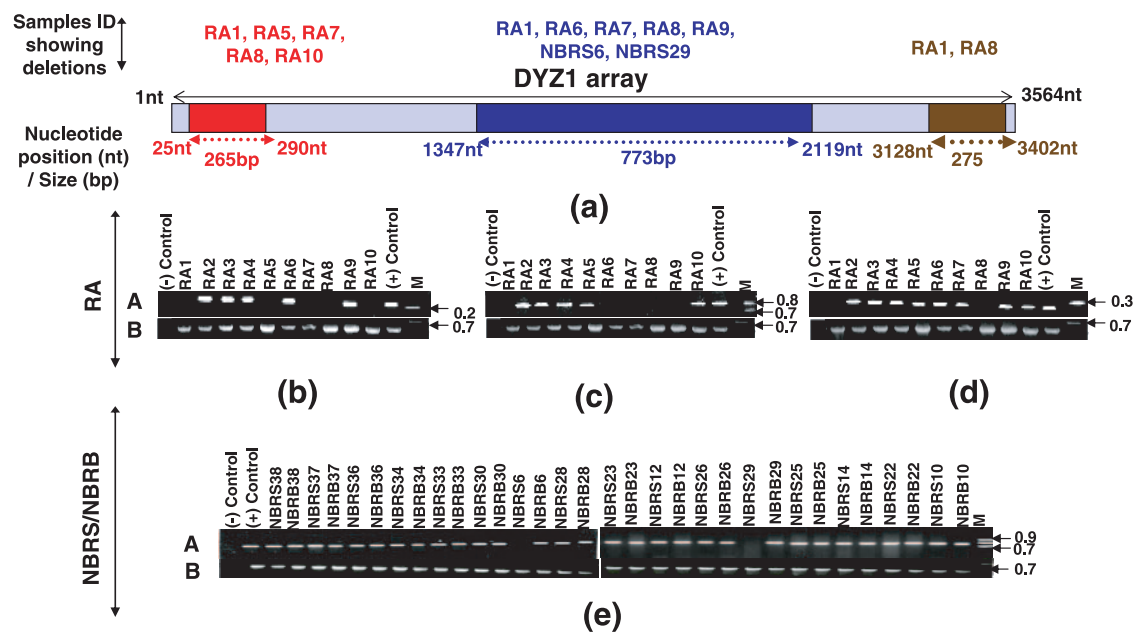 Samples ID
showing
deletions
RA1, RA5, RA7,
RA8, RA10
RA1, RA6, RA7, RA8, RA9,
NBRS6, NBRS29
RA1, RA8
DYZ1 array
1nt
3564nt
Nucleotide
position (nt)
/ Size (bp)
25nt
265bp
290nt
1347nt
773bp
2119nt
3128nt
275
3402nt
(a)
RA
A
B
(-) Control
RA1
RA2
RA3
RA4
RA5
RA6
RA7
RA8
RA9
RA10
(+) Control
M
0.2
0.7
(b)
(-) Control
RA1
RA2
RA3
RA4
RA5
RA6
RA7
RA8
RA9
RA10
(+) Control
M
0.8
0.7
0.7
(c)
(-) Control
RA1
RA2
RA3
RA4
RA5
RA6
RA7
RA8
RA9
RA10
(+) Control
M
0.3
0.7
(d)
NBRS/NBRB
A
B
(-) Control
(+) Control
NBRS38
NBRB38
NBRS37
NBRB37
NBRS36
NBRB36
NBRS34
NBRB34
NBRS33
NBRB33
NBRS30
NBRB30
NBRS6
NBRB6
NBRS28
NBRB28
NBRS23
NBRB23
NBRS12
NBRB12
NBRS26
NBRB26
NBRS29
NBRB29
NBRS25
NBRB25
NBRS14
NBRB14
NBRS22
NBRB22
NBRS10
NBRB10
M
0.9
0.7
0.7
(e)